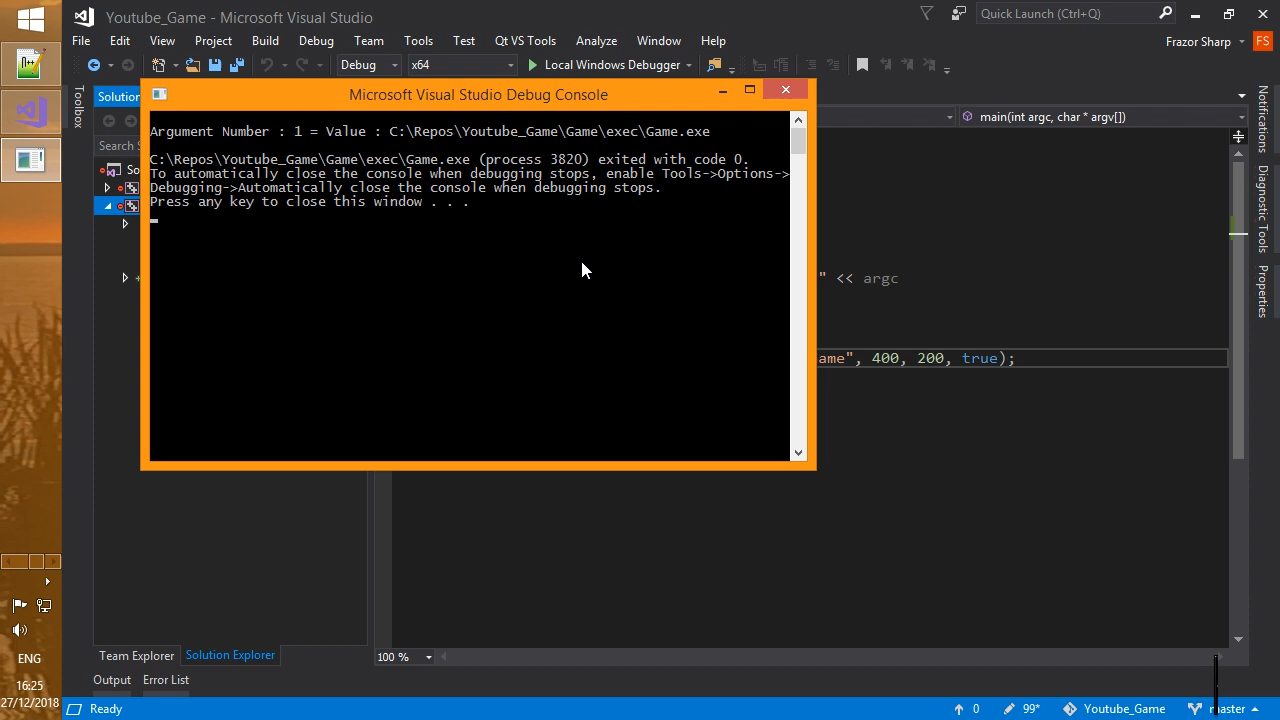 Youtube_Game - Microsoft Visual Studio
Quick Launch (Ctrl+Q)
File Edit View Project Build Debug Team Tools Test Qt VS Tools Analyze Window Help
Frazor Sharp FS
Debug x64 Local Windows Debugger
Toolbox
Solution
Microsoft Visual Studio Debug Console
main(int argc, char * argv[])
Search S
So
Argument Number : 1 = Value : C:\Repos\Youtube_Game\Game\exec\Game.exe
C:\Repos\Youtube_Game\Game\exec\Game.exe (process 3820) exited with code 0.
To automatically close the console when debugging stops, enable Tools->Options->
Debugging->Automatically close the console when debugging stops.
Press any key to close this window . . .
" << argc
ame", 400, 200, true);
Notifications
Diagnostic Tools
Properties
100 %
Team Explorer Solution Explorer
Output Error List
ENG
16:25
27/12/2018
Ready
0 99* Youtube_Game master